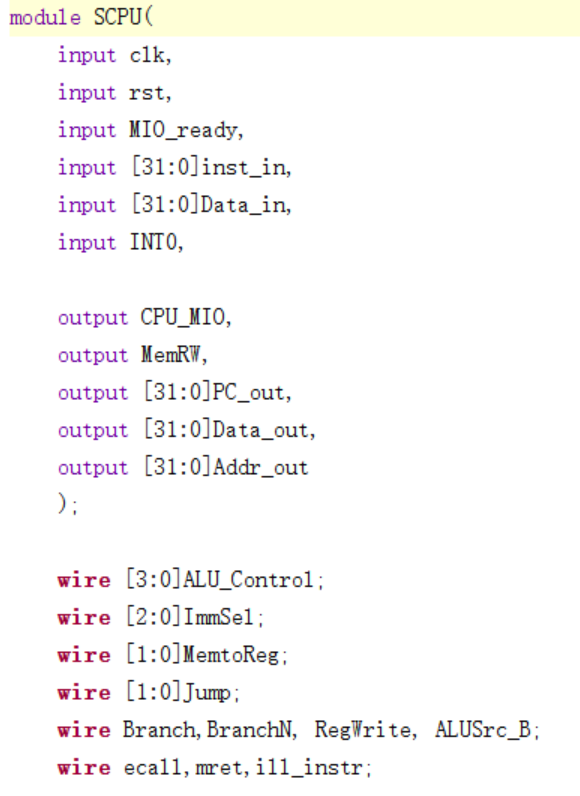 module SCPU(
input clk,
input rst,
input MIO_ready,
input [31:0]inst_in,
input [31:0]Data_in,
input INT0,
output CPU_MIO,
output MemRW,
output [31:0]PC_out,
output [31:0]Data_out,
output [31:0]Addr_out
);
wire [3:0]ALU_Control;
wire [2:0]ImmSel;
wire [1:0]MemtoReg;
wire [1:0]Jump;
wire Branch,BranchN, RegWrite, ALUSrc_B;
wire ecall,mret,ill_instr;